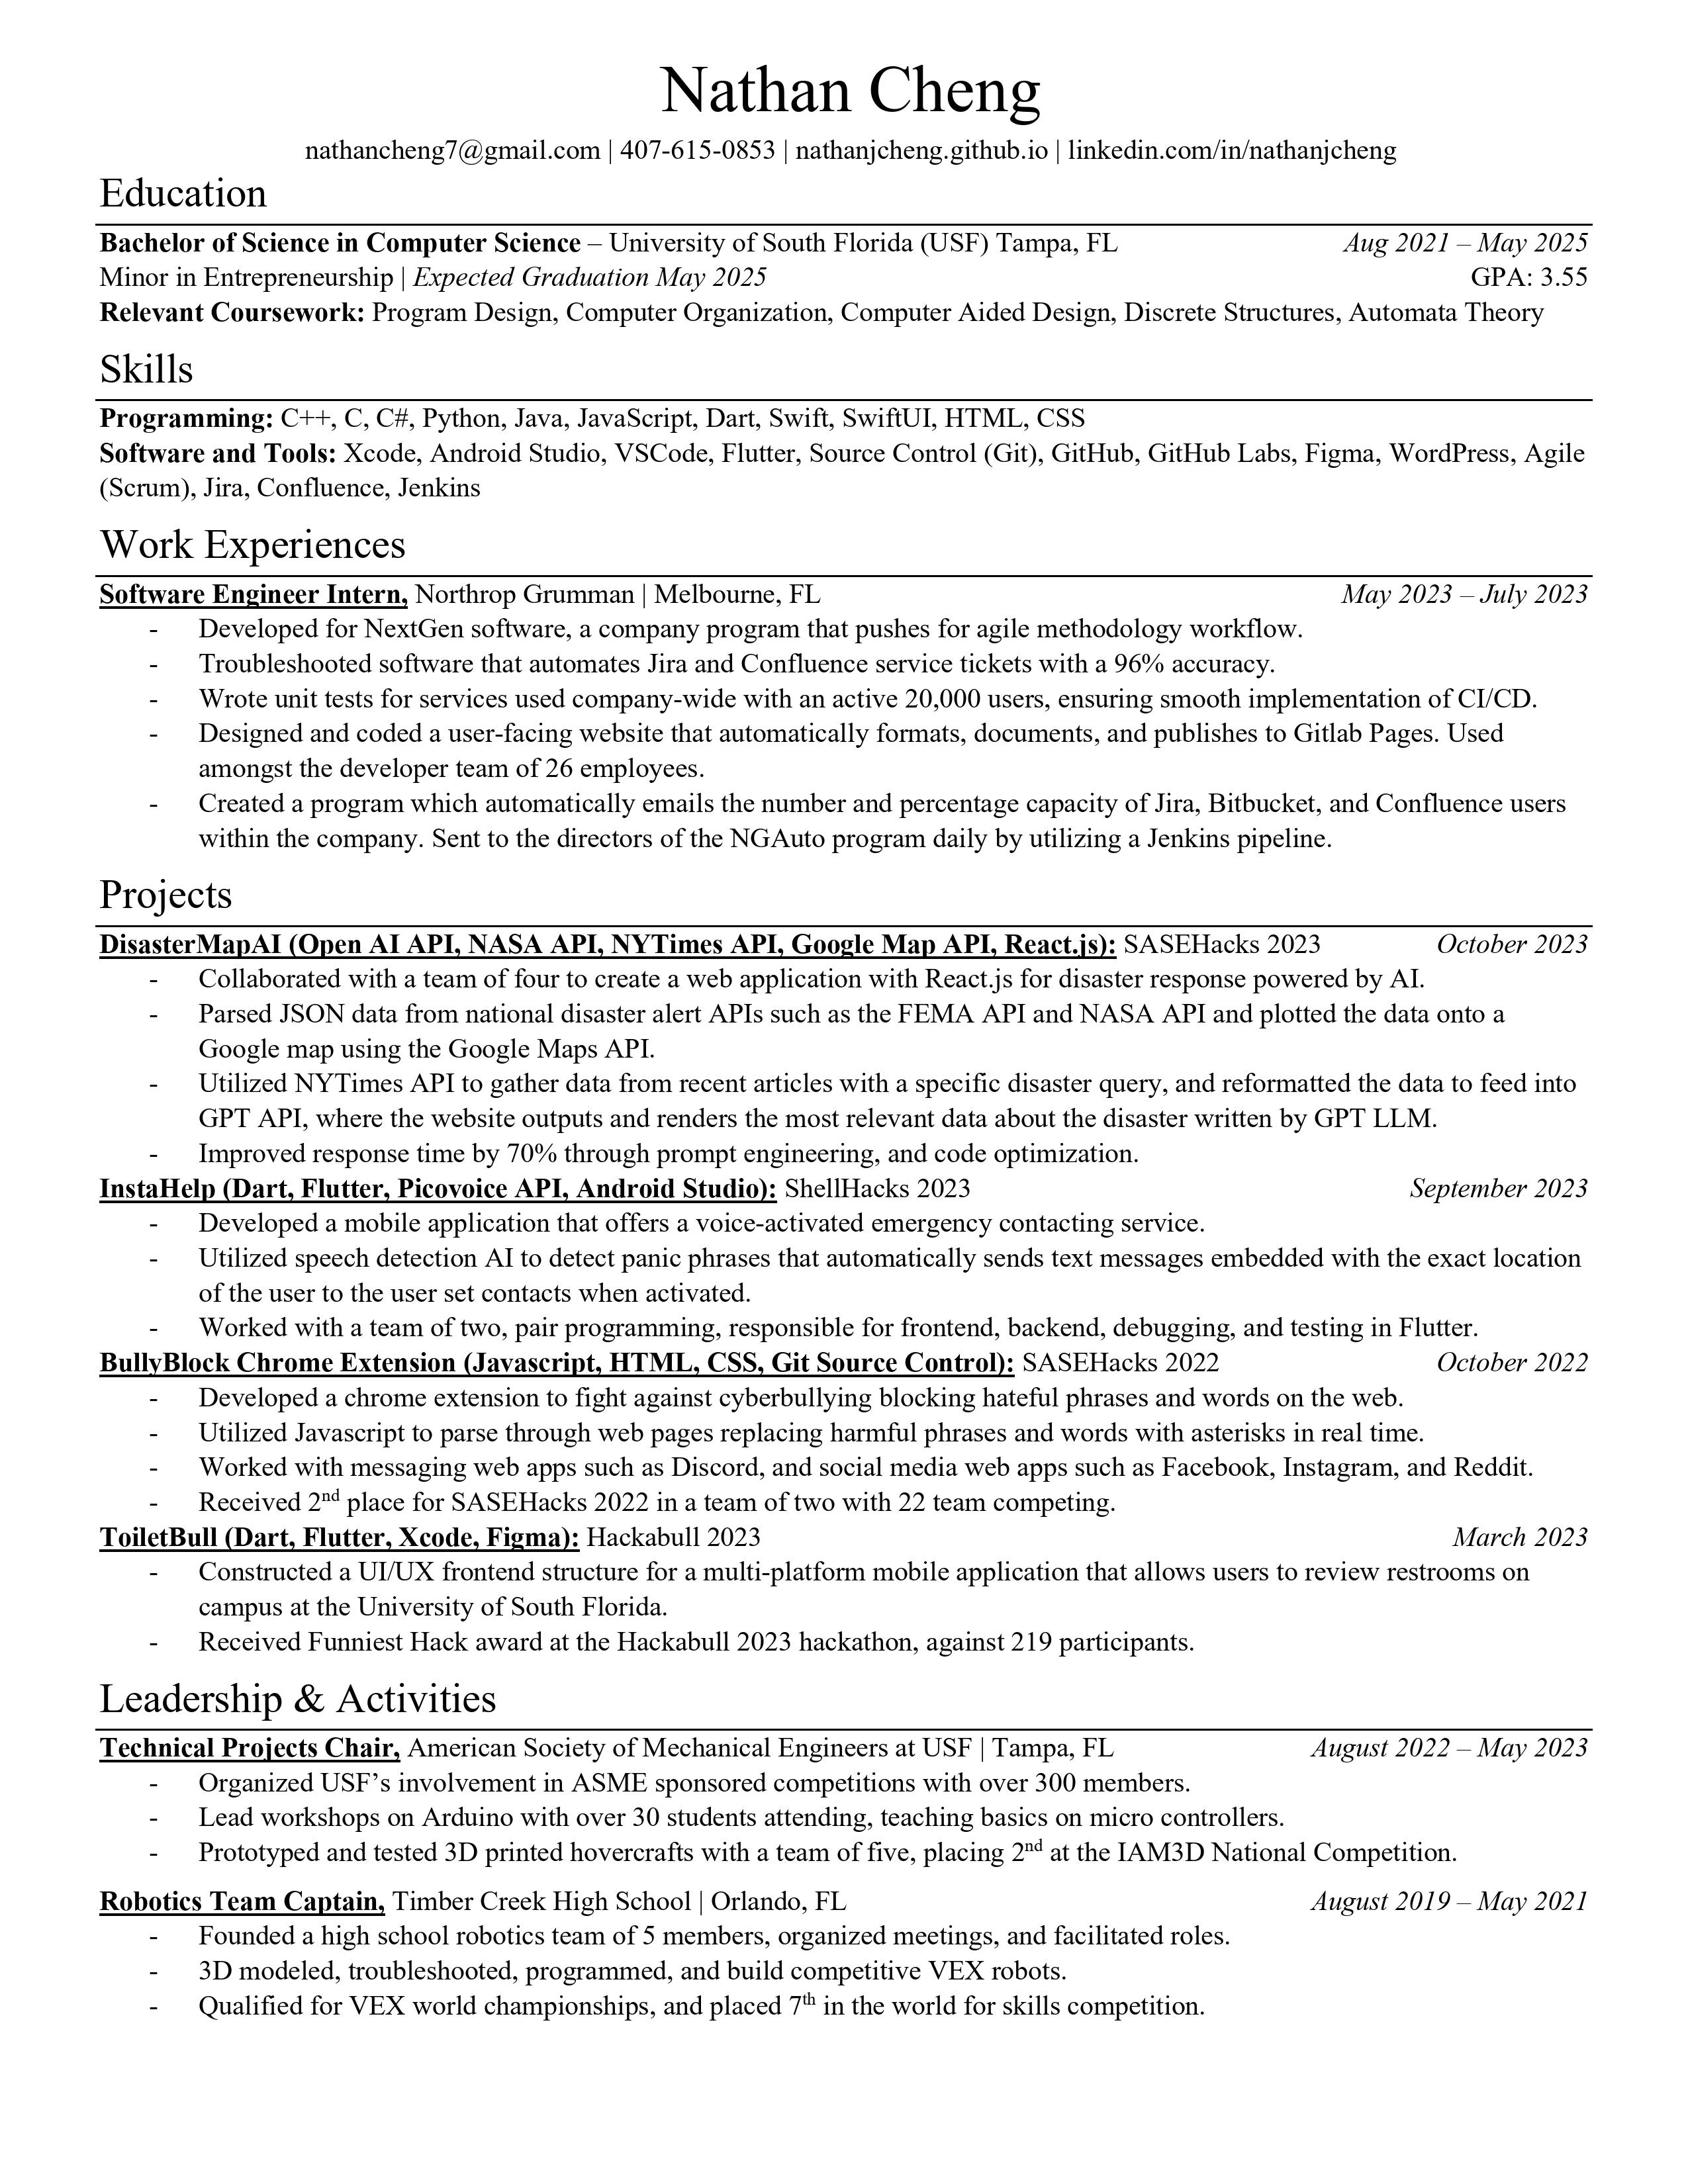 Nathan Cheng
nathancheng7@gmail.com | 407-615-0853 | nathanjcheng.github.io | linkedin.com/in/nathanjcheng
Education
Bachelor of Science in Computer Science – University of South Florida (USF) Tampa, FL Aug 2021 – May 2025
Minor in Entrepreneurship | Expected Graduation May 2025 GPA: 3.55
Relevant Coursework: Program Design, Computer Organization, Computer Aided Design, Discrete Structures, Automata Theory
Skills
Programming: C++, C, C#, Python, Java, JavaScript, Dart, Swift, SwiftUI, HTML, CSS
Software and Tools: Xcode, Android Studio, VSCode, Flutter, Source Control (Git), GitHub, GitHub Labs, Figma, WordPress, Agile
(Scrum), Jira, Confluence, Jenkins
Work Experiences
Software Engineer Intern, Northrop Grumman | Melbourne, FL May 2023 – July 2023
- Developed for NextGen software, a company program that pushes for agile methodology workflow.
- Troubleshooted software that automates Jira and Confluence service tickets with a 96% accuracy.
- Wrote unit tests for services used company-wide with an active 20,000 users, ensuring smooth implementation of CI/CD.
- Designed and coded a user-facing website that automatically formats, documents, and publishes to Gitlab Pages. Used
amongst the developer team of 26 employees.
- Created a program which automatically emails the number and percentage capacity of Jira, Bitbucket, and Confluence users
within the company. Sent to the directors of the NGAuto program daily by utilizing a Jenkins pipeline.
Projects
DisasterMapAI (Open AI API, NASA API, NYTimes API, Google Map API, React.js): SASEHacks 2023 October 2023
- Collaborated with a team of four to create a web application with React.js for disaster response powered by AI.
- Parsed JSON data from national disaster alert APIs such as the FEMA API and NASA API and plotted the data onto a
Google map using the Google Maps API.
- Utilized NYTimes API to gather data from recent articles with a specific disaster query, and reformatted the data to feed into
GPT API, where the website outputs and renders the most relevant data about the disaster written by GPT LLM.
- Improved response time by 70% through prompt engineering, and code optimization.
InstaHelp (Dart, Flutter, Picovoice API, Android Studio): ShellHacks 2023 September 2023
- Developed a mobile application that offers a voice-activated emergency contacting service.
- Utilized speech detection AI to detect panic phrases that automatically sends text messages embedded with the exact location
of the user to the user set contacts when activated.
- Worked with a team of two, pair programming, responsible for frontend, backend, debugging, and testing in Flutter.
BullyBlock Chrome Extension (Javascript, HTML, CSS, Git Source Control): SASEHacks 2022 October 2022
- Developed a chrome extension to fight against cyberbullying blocking hateful phrases and words on the web.
- Utilized Javascript to parse through web pages replacing harmful phrases and words with asterisks in real time.
- Worked with messaging web apps such as Discord, and social media web apps such as Facebook, Instagram, and Reddit.
- Received 2nd place for SASEHacks 2022 in a team of two with 22 team competing.
ToiletBull (Dart, Flutter, Xcode, Figma): Hackabull 2023 March 2023
- Constructed a UI/UX frontend structure for a multi-platform mobile application that allows users to review restrooms on
campus at the University of South Florida.
- Received Funniest Hack award at the Hackabull 2023 hackathon, against 219 participants.
Leadership & Activities
Technical Projects Chair, American Society of Mechanical Engineers at USF | Tampa, FL August 2022 – May 2023
- Organized USF’s involvement in ASME sponsored competitions with over 300 members.
- Lead workshops on Arduino with over 30 students attending, teaching basics on micro controllers.
- Prototyped and tested 3D printed hovercrafts with a team of five, placing 2nd at the IAM3D National Competition.
Robotics Team Captain, Timber Creek High School | Orlando, FL August 2019 – May 2021
- Founded a high school robotics team of 5 members, organized meetings, and facilitated roles.
- 3D modeled, troubleshooted, programmed, and build competitive VEX robots.
- Qualified for VEX world championships, and placed 7th in the world for skills competition.